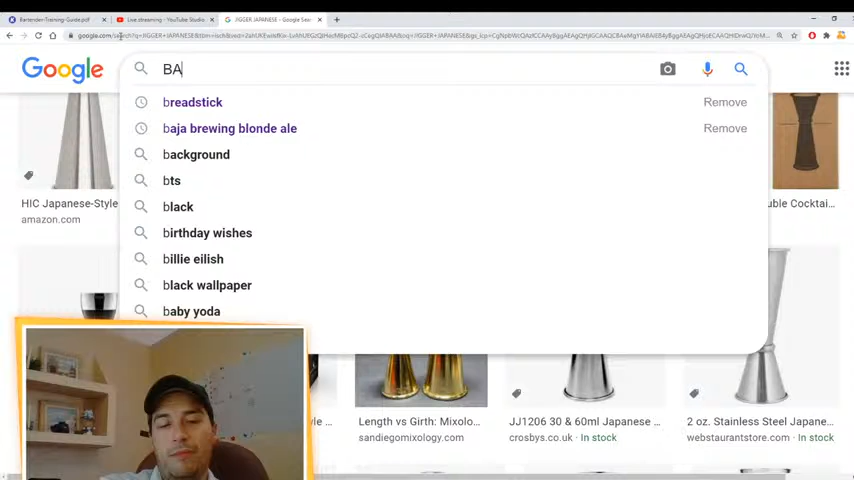 Bartender-Training-Guide.pdf
Live streaming - YouTube Studio
JIGGER JAPANESE - Google Sea
Google
BA
breadstick
Remove
baja brewing blonde ale
Remove
background
bts
black
birthday wishes
billie eilish
black wallpaper
baby yoda
HIC Japanese-Style
amazon.com
uble Cocktai...
Length vs Girth: Mixolo...
sandiegomixology.com
JJ1206 30 & 60ml Japanese ...
crosbys.co.uk · In stock
2 oz. Stainless Steel Japane...
webstaurantstore.com · In stock